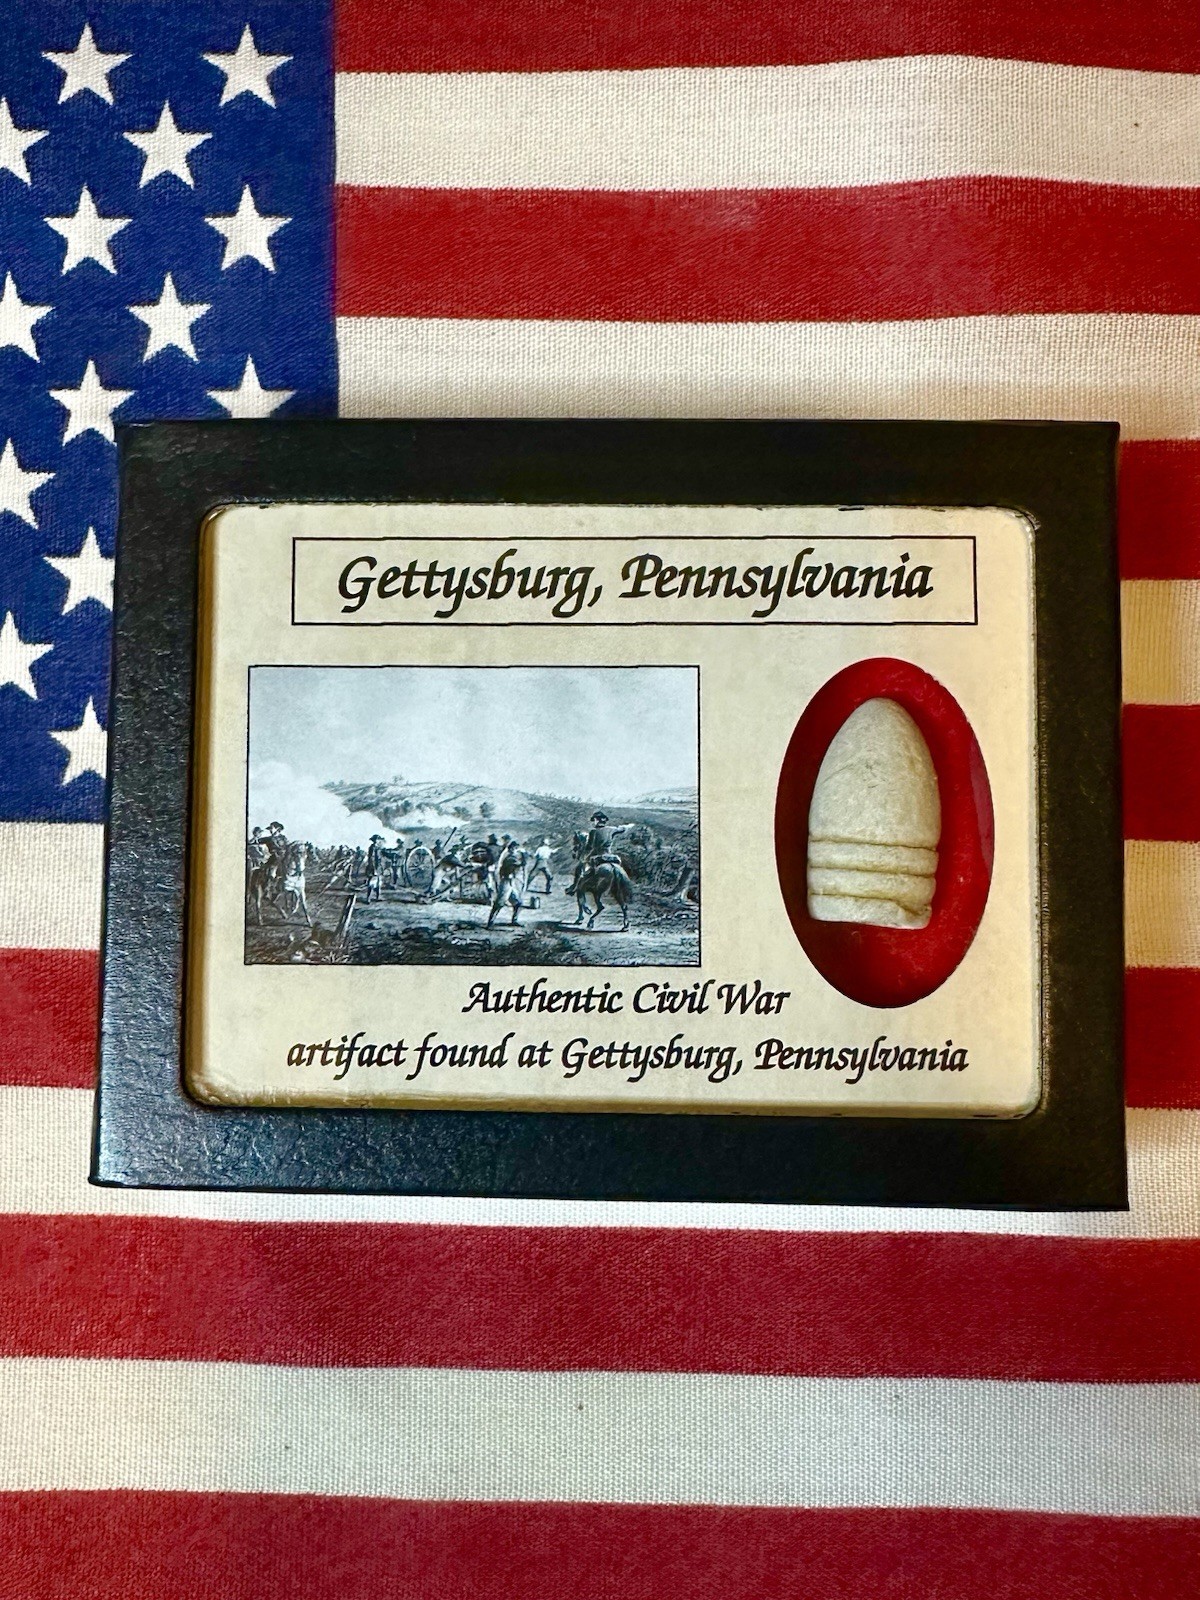 Gettysburg, Pennsylvania
Authentic Civil War
artifact found at Gettysburg, Pennsylvania